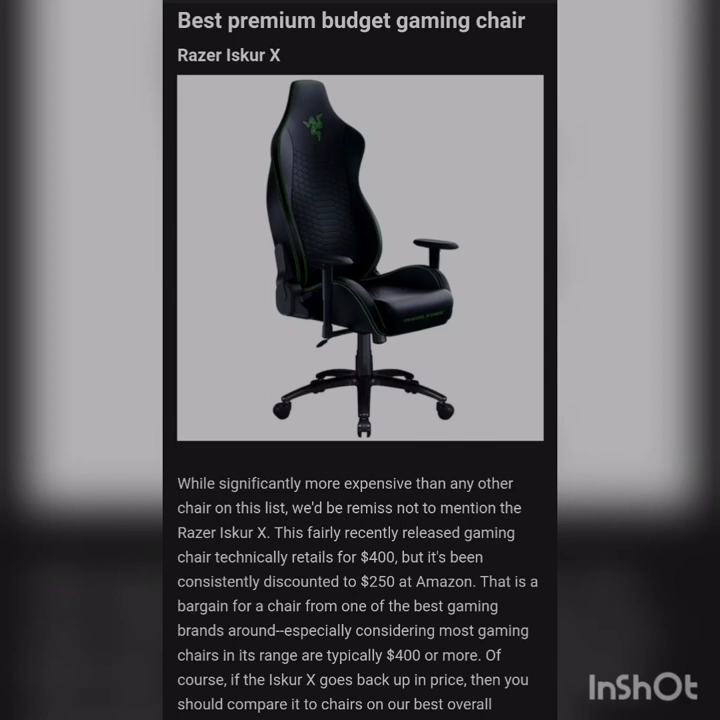 Best premium budget gaming chair
Razer Iskur X
While significantly more expensive than any other
chair on this list, we'd be remiss not to mention the
Razer Iskur X. This fairly recently released gaming
chair technically retails for $400, but it's been
consistently discounted to $250 at Amazon. That is a
bargain for a chair from one of the best gaming
brands around--especially considering most gaming
chairs in its range are typically $400 or more. Of
course, if the Iskur X goes back up in price, then you
should compare it to chairs on our best overall
InShOt